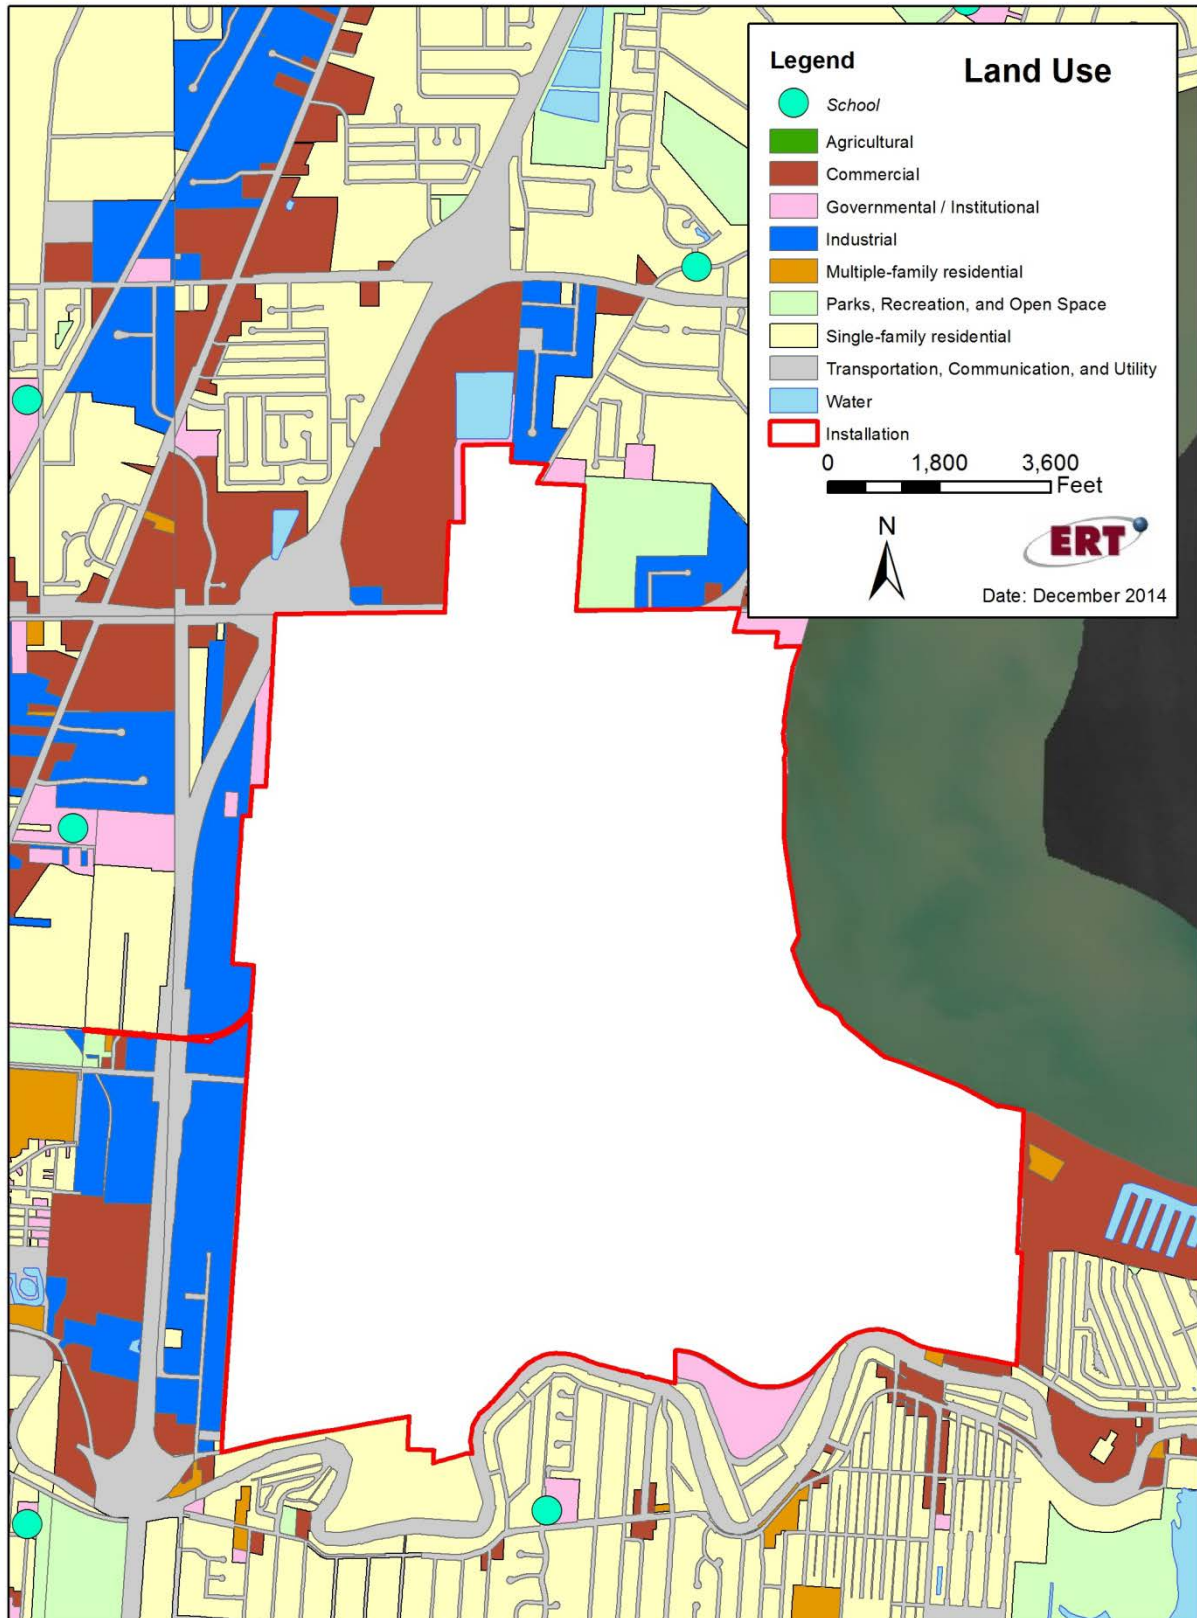 Legend
Land Use
School
Agricultural
Commercial
Governmental / Institutional
Industrial
Multiple-family residential
Parks, Recreation, and Open Space
Single-family residential
Transportation, Communication, and Utility
Water
Installation
0 1,800 3,600
Feet
N
ERT
Date: December 2014